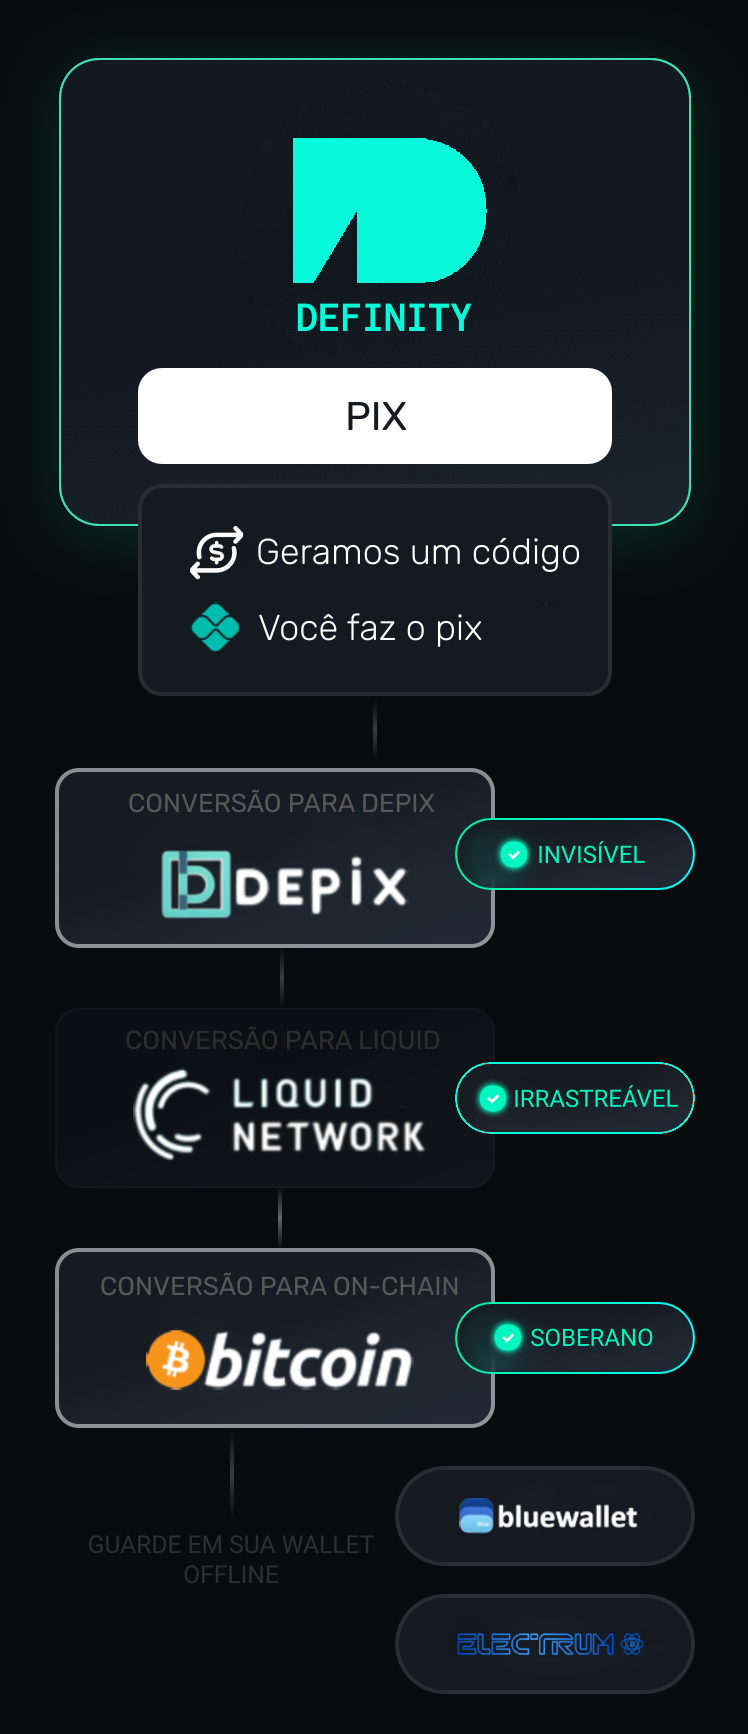 DEFINITY
PIX
Geramos um código
Você faz o pix
CONVERSÃO PARA DEPIX
DEPIX
INVISÍVEL
CONVERSÃO PARA LIQUID
LIQUID
NETWORK
IRRASTREÁVEL
CONVERSÃO PARA ON-CHAIN
bitcoin
SOBERANO
bluewallet
GUARDE EM SUA WALLET
OFFLINE
ELECTRUM